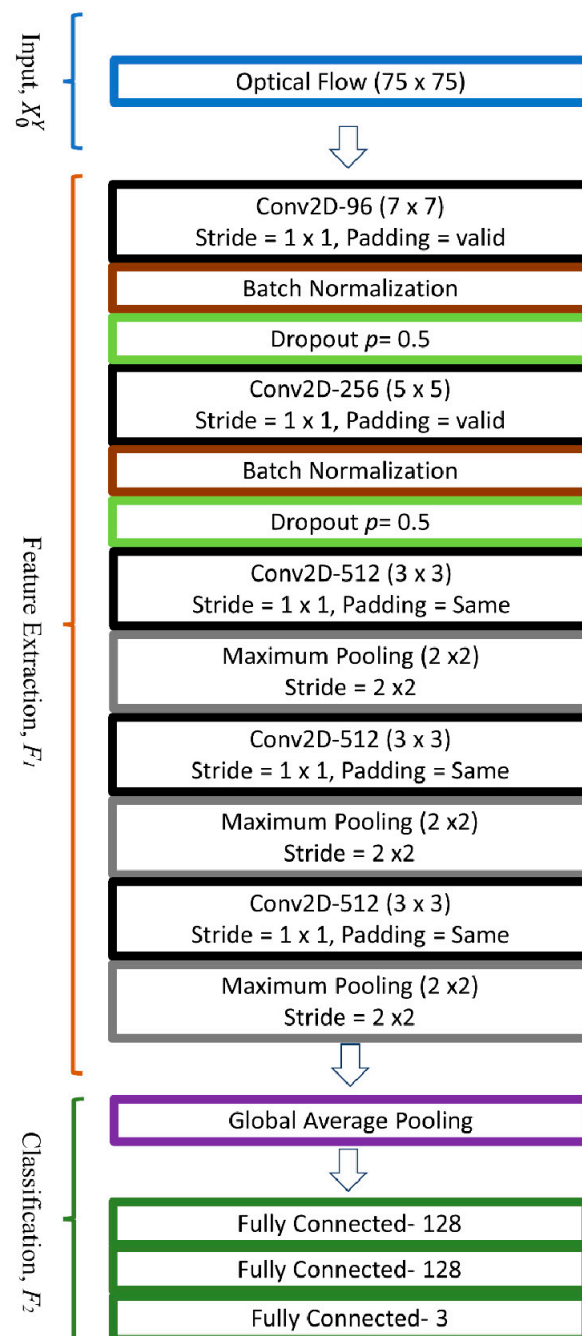 Input, X₀ʸ
Optical Flow (75 x 75)
Feature Extraction, F₁
Conv2D-96 (7 x 7)
Stride = 1 x 1, Padding = valid
Batch Normalization
Dropout p= 0.5
Conv2D-256 (5 x 5)
Stride = 1 x 1, Padding = valid
Batch Normalization
Dropout p= 0.5
Conv2D-512 (3 x 3)
Stride = 1 x 1, Padding = Same
Maximum Pooling (2 x2)
Stride = 2 x2
Conv2D-512 (3 x 3)
Stride = 1 x 1, Padding = Same
Maximum Pooling (2 x2)
Stride = 2 x2
Conv2D-512 (3 x 3)
Stride = 1 x 1, Padding = Same
Maximum Pooling (2 x2)
Stride = 2 x2
Classification, F₂
Global Average Pooling
Fully Connected- 128
Fully Connected- 128
Fully Connected- 3